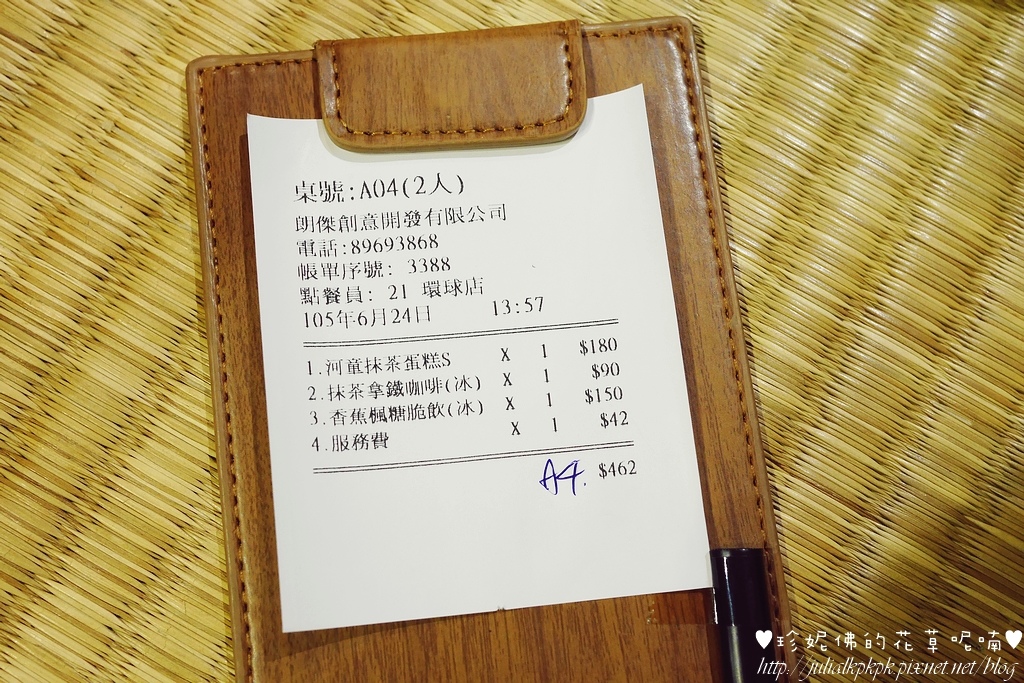 桌號:A04(2人)
朗傑創意開發有限公司
電話:89693868
帳單序號: 3388
點餐員: 21 環球店
105年6月24日 13:57
1.河童抹茶蛋糕S X 1 $180
2.抹茶拿鐵咖啡(冰) X 1 $90
3.香蕉楓糖脆飲(冰) X 1 $150
4.服務費 X 1 $42
A4. $462
♥珍妮佛的花草呢喃♥
http://julialkpkpk.pixnet.net/blog